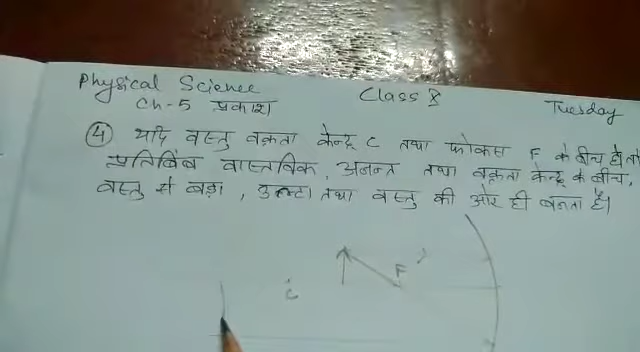 Physical Science Class X
Ch-5 प्रकाश Tuesday
④ यदि वस्तु वक्रता केन्द्र C तथा फोकस F के बीच हो तो
प्रतिबिंब वास्तविक, अनन्त तथा वक्रता केन्द्र के बीच,
वस्तु से बड़ा, उल्टा तथा वस्तु की ओर ही बनता है।
F
C